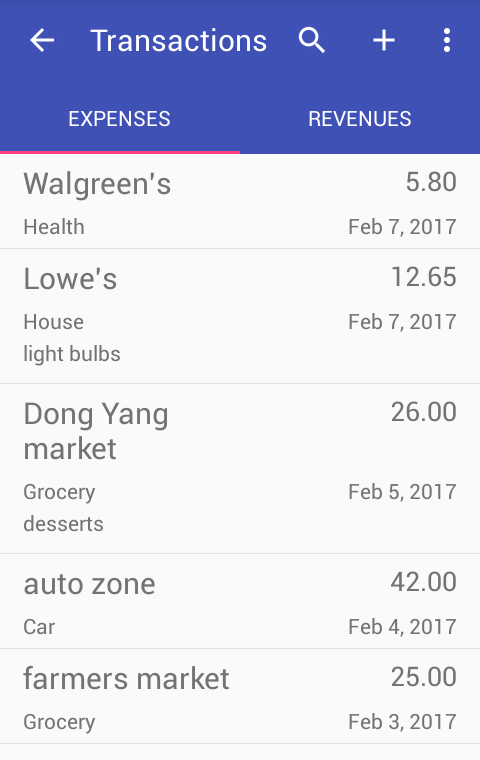 Transactions
EXPENSES REVENUES
Walgreen's 5.80
Health Feb 7, 2017
Lowe's 12.65
House Feb 7, 2017
light bulbs
Dong Yang 26.00
market
Grocery Feb 5, 2017
desserts
auto zone 42.00
Car Feb 4, 2017
farmers market 25.00
Grocery Feb 3, 2017